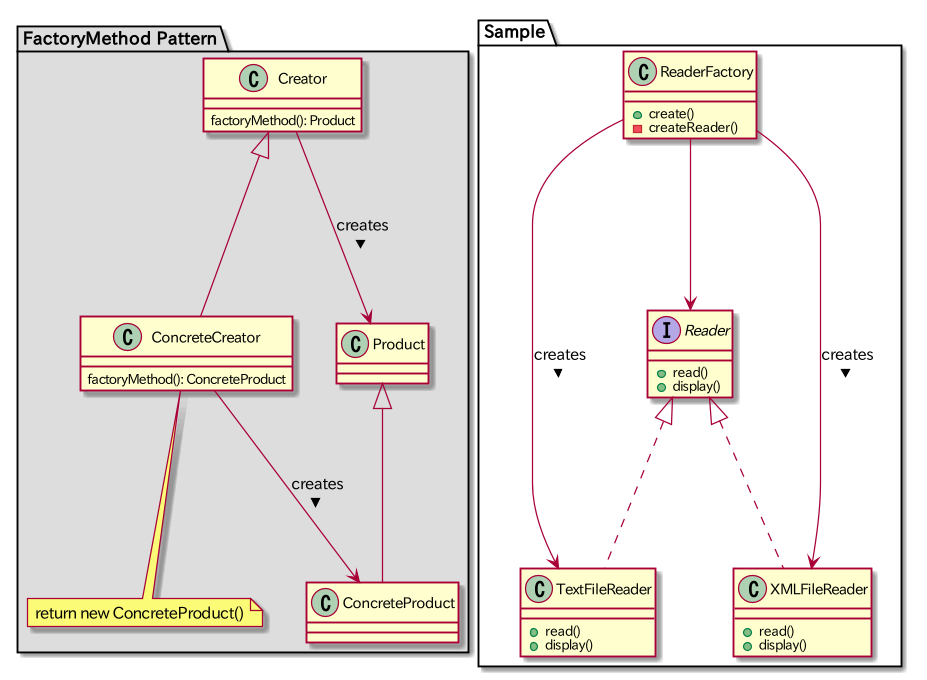 FactoryMethod Pattern
C Creator
factoryMethod(): Product
creates
▼
C ConcreteCreator
factoryMethod(): ConcreteProduct
C Product
creates
▼
return new ConcreteProduct()
C ConcreteProduct
Sample
C ReaderFactory
create()
createReader()
I Reader
read()
display()
creates
▼
creates
▼
C TextFileReader
read()
display()
C XMLFileReader
read()
display()